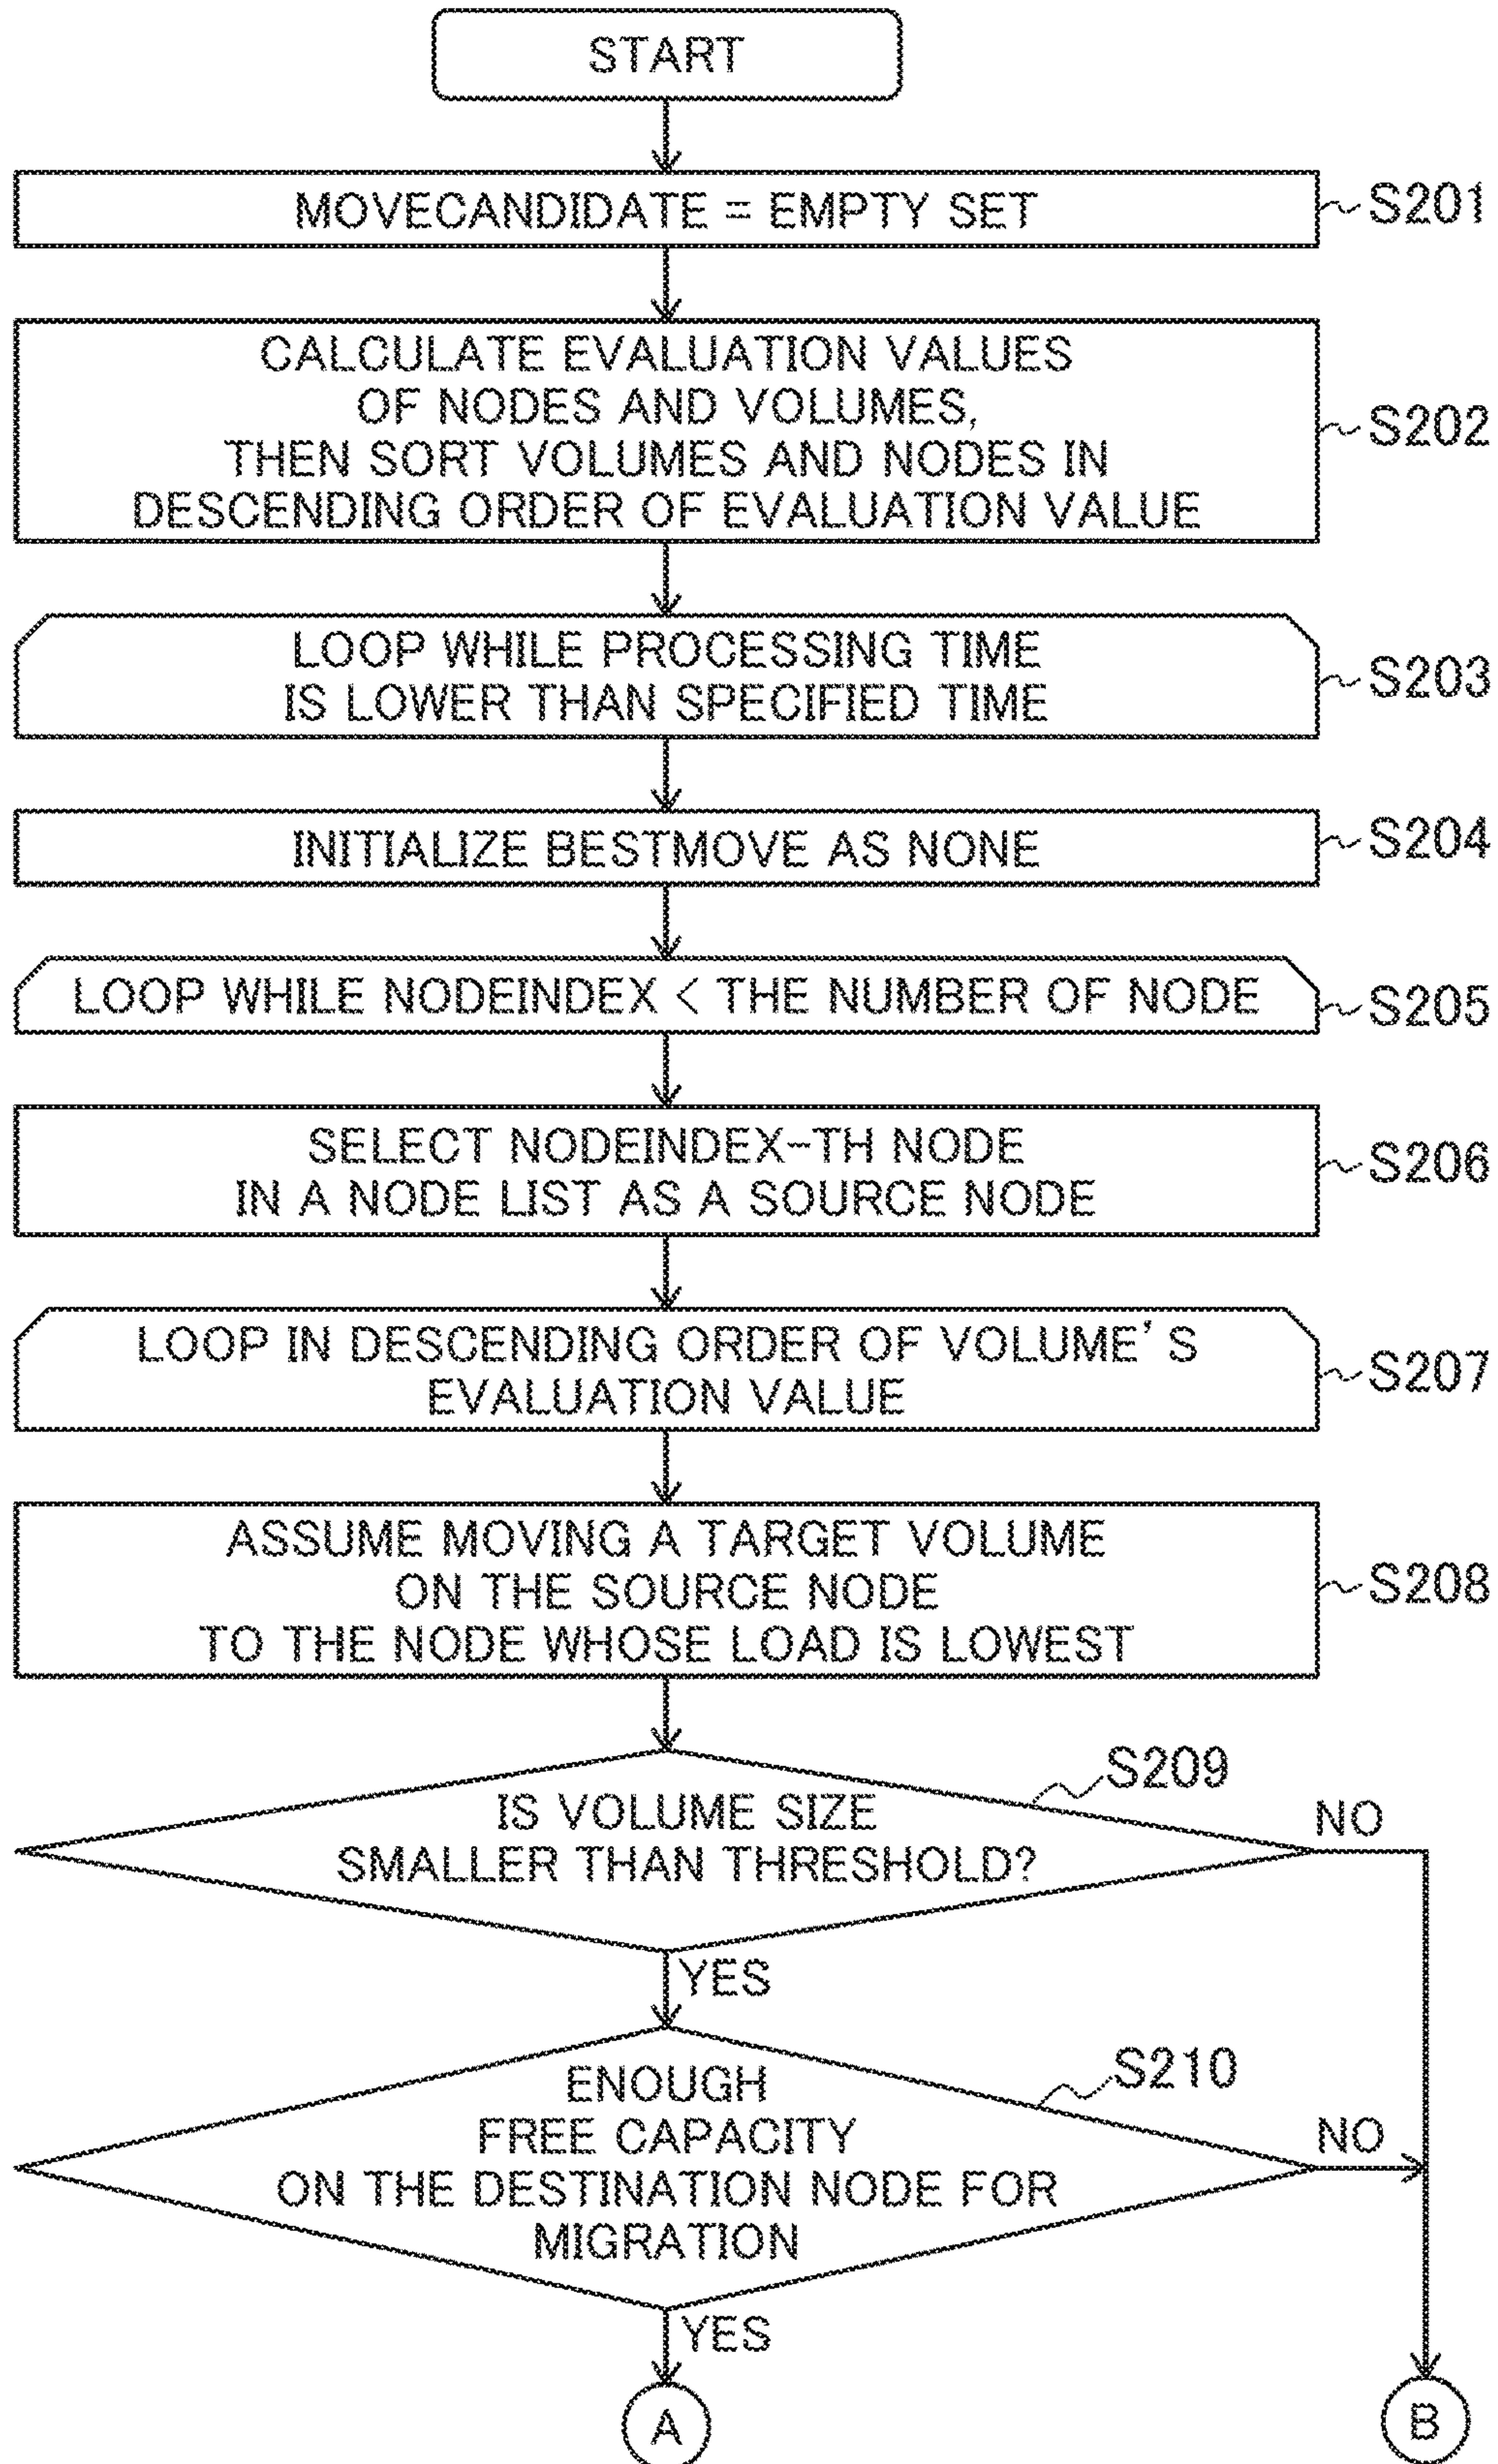 START
MOVECANDIDATE = EMPTY SET
S201
CALCULATE EVALUATION VALUES
OF NODES AND VOLUMES,
THEN SORT VOLUMES AND NODES IN
DESCENDING ORDER OF EVALUATION VALUE
S202
LOOP WHILE PROCESSING TIME
IS LOWER THAN SPECIFIED TIME
S203
INITIALIZE BESTMOVE AS NONE
S204
LOOP WHILE NODEINDEX < THE NUMBER OF NODE
S205
SELECT NODEINDEX-TH NODE
IN A NODE LIST AS A SOURCE NODE
S206
LOOP IN DESCENDING ORDER OF VOLUME'S
EVALUATION VALUE
S207
ASSUME MOVING A TARGET VOLUME
ON THE SOURCE NODE
TO THE NODE WHOSE LOAD IS LOWEST
S208
S209
IS VOLUME SIZE
SMALLER THAN THRESHOLD?
NO
YES
S210
ENOUGH
FREE CAPACITY
ON THE DESTINATION NODE FOR
MIGRATION
NO
YES
A
B